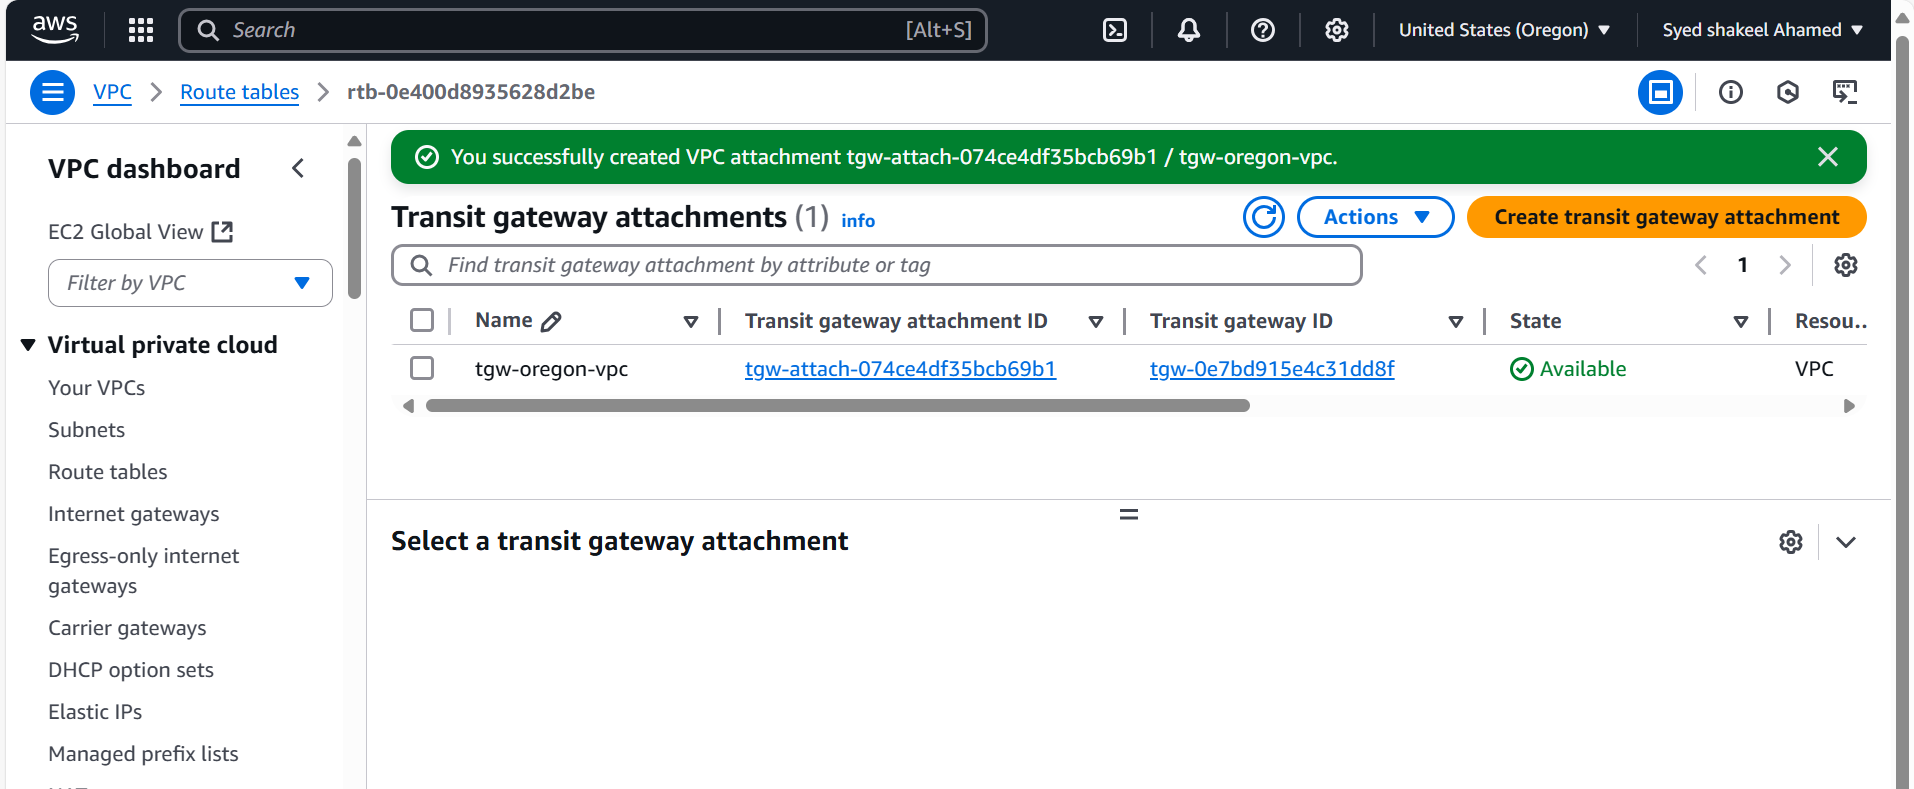 aws Search [Alt+S] United States (Oregon) Syed shakeel Ahamed
VPC Route tables rtb-0e400d8935628d2be
VPC dashboard
EC2 Global View
Filter by VPC
Virtual private cloud
Your VPCs
Subnets
Route tables
Internet gateways
Egress-only internet
gateways
Carrier gateways
DHCP option sets
Elastic IPs
Managed prefix lists
You successfully created VPC attachment tgw-attach-074ce4df35bcb69b1 / tgw-oregon-vpc.
Transit gateway attachments (1) info Actions Create transit gateway attachment
Find transit gateway attachment by attribute or tag 1
Name Transit gateway attachment ID Transit gateway ID State Resou..
tgw-oregon-vpc tgw-attach-074ce4df35bcb69b1 tgw-0e7bd915e4c31dd8f Available VPC
Select a transit gateway attachment